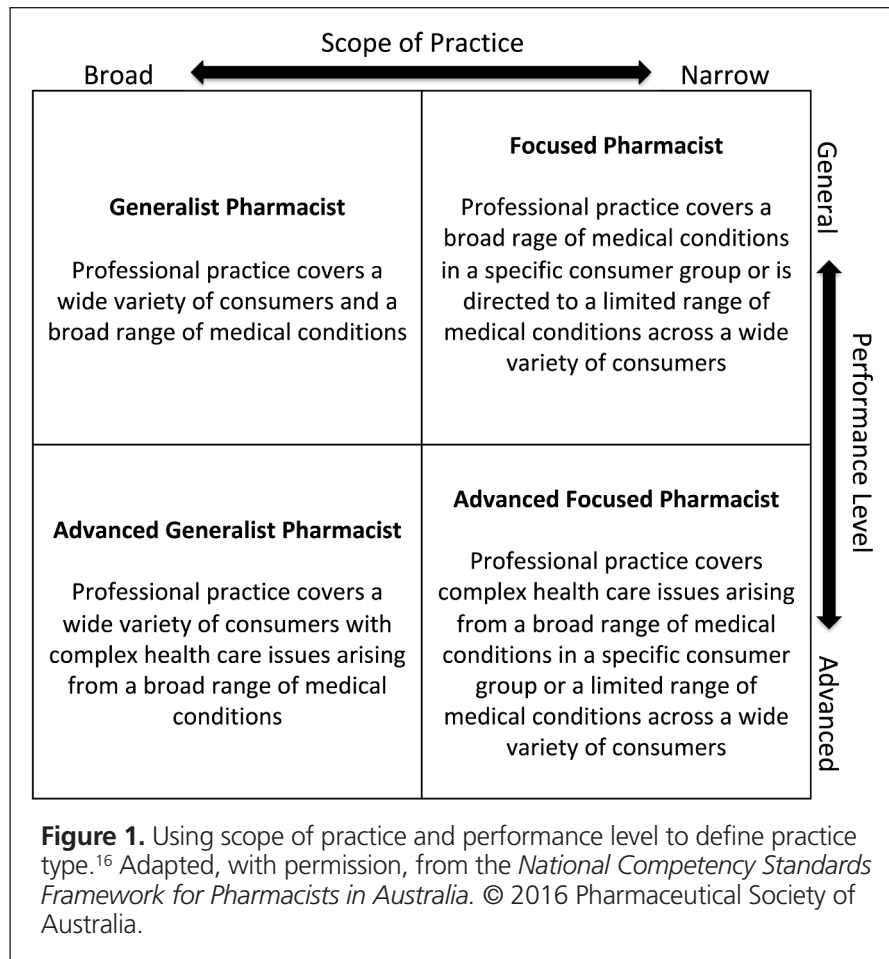 Scope of Practice
Broad
Narrow
Generalist Pharmacist
Professional practice covers a
wide variety of consumers and a
broad range of medical conditions
Focused Pharmacist
Professional practice covers a
broad rage of medical conditions
in a specific consumer group or is
directed to a limited range of
medical conditions across a wide
variety of consumers
General
Performance Level
Advanced
Advanced Generalist Pharmacist
Professional practice covers a
wide variety of consumers with
complex health care issues arising
from a broad range of medical
conditions
Advanced Focused Pharmacist
Professional practice covers
complex health care issues arising
from a broad range of medical
conditions in a specific consumer
group or a limited range of
medical conditions across a wide
variety of consumers
Figure 1. Using scope of practice and performance level to define practice
type.16 Adapted, with permission, from the National Competency Standards
Framework for Pharmacists in Australia. © 2016 Pharmaceutical Society of
Australia.